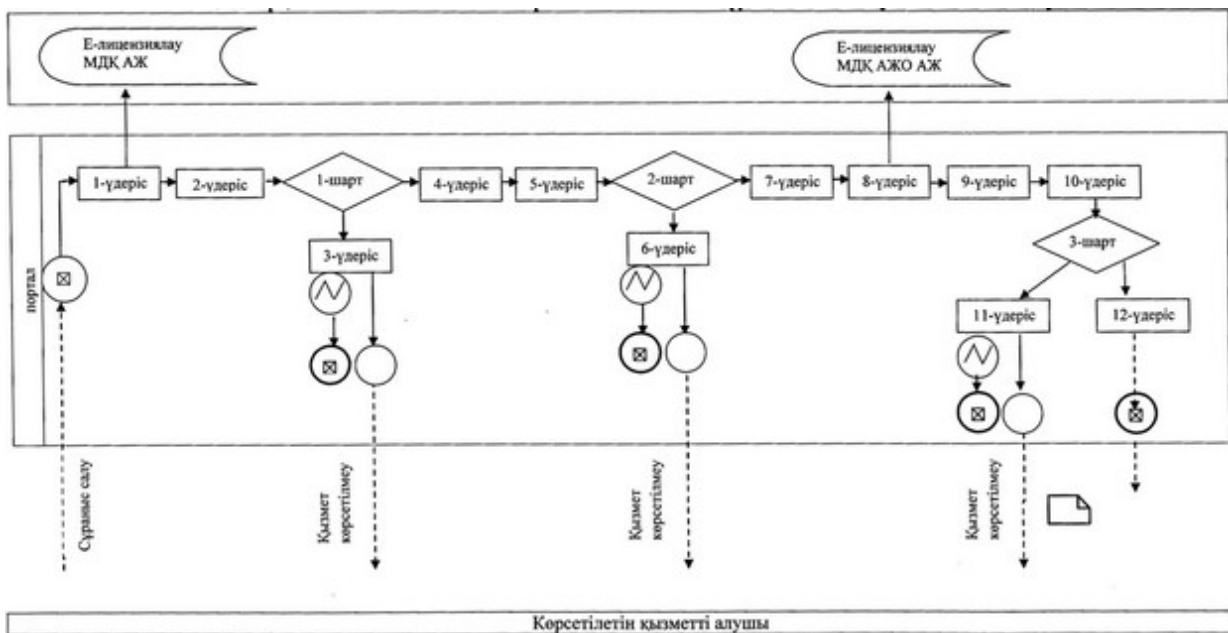 Е-лицензиялау
МДҚ АЖ
Е-лицензиялау
МДҚ АЖО АЖ
портал
1-үдеріс
2-үдеріс
1-шарт
4-үдеріс
5-үдеріс
2-шарт
7-үдеріс
8-үдеріс
9-үдеріс
10-үдеріс
3-үдеріс
6-үдеріс
3-шарт
11-үдеріс
12-үдеріс
Сұраныс салу
Қызмет
көрсетілмеу
Қызмет
көрсетілмеу
Қызмет
көрсетілмеу
Көрсетілетін қызметті алушы